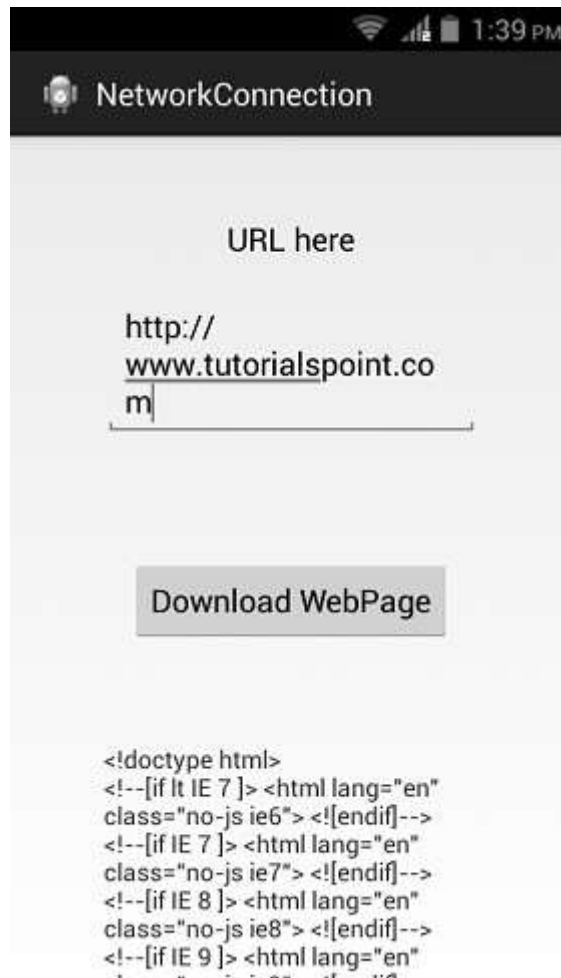 1:39 PM
NetworkConnection
URL here
http://
www.tutorialspoint.co
m
Download WebPage
<!doctype html>
<!--[if lt IE 7 ]> <html lang="en"
class="no-js ie6"> <![endif]-->
<!--[if IE 7 ]> <html lang="en"
class="no-js ie7"> <![endif]-->
<!--[if IE 8 ]> <html lang="en"
class="no-js ie8"> <![endif]-->
<!--[if IE 9 ]> <html lang="en"